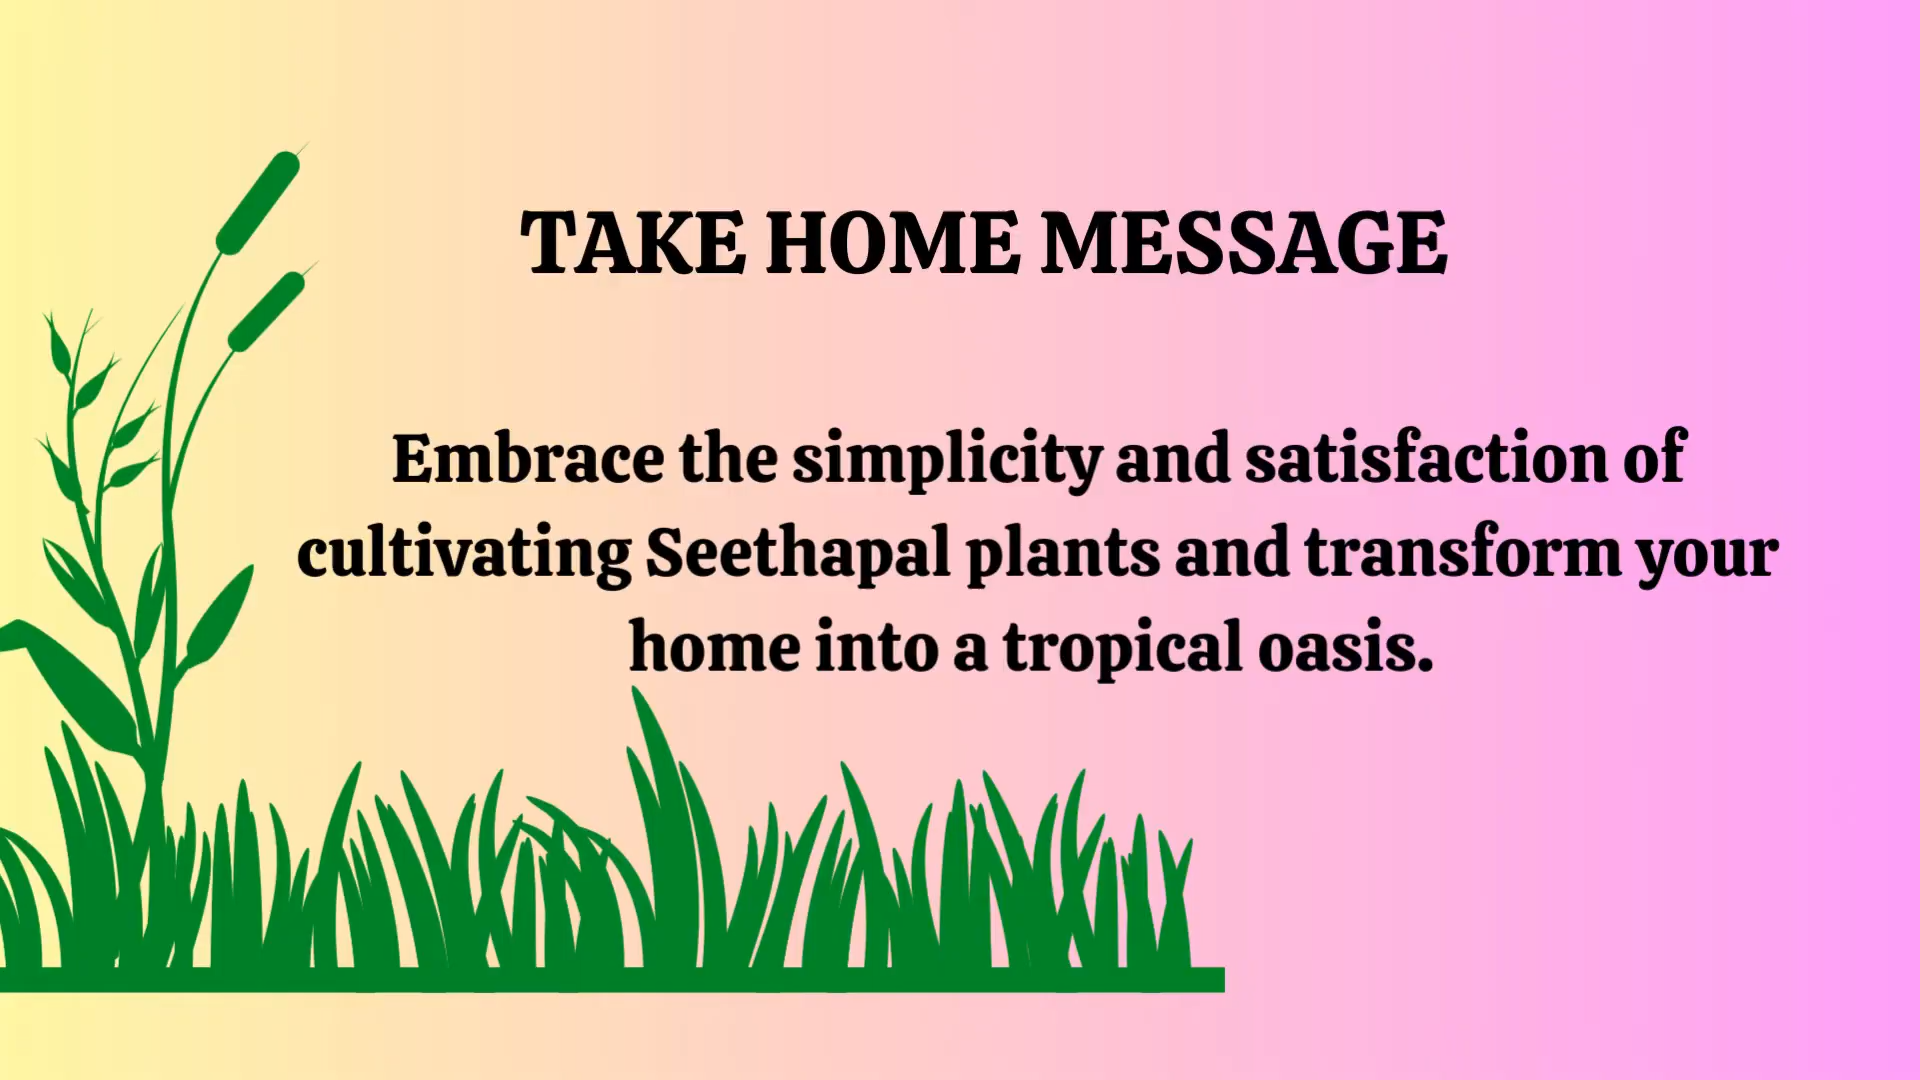 TAKE HOME MESSAGE
Embrace the simplicity and satisfaction of
cultivating Seethapal plants and transform your
home into a tropical oasis.